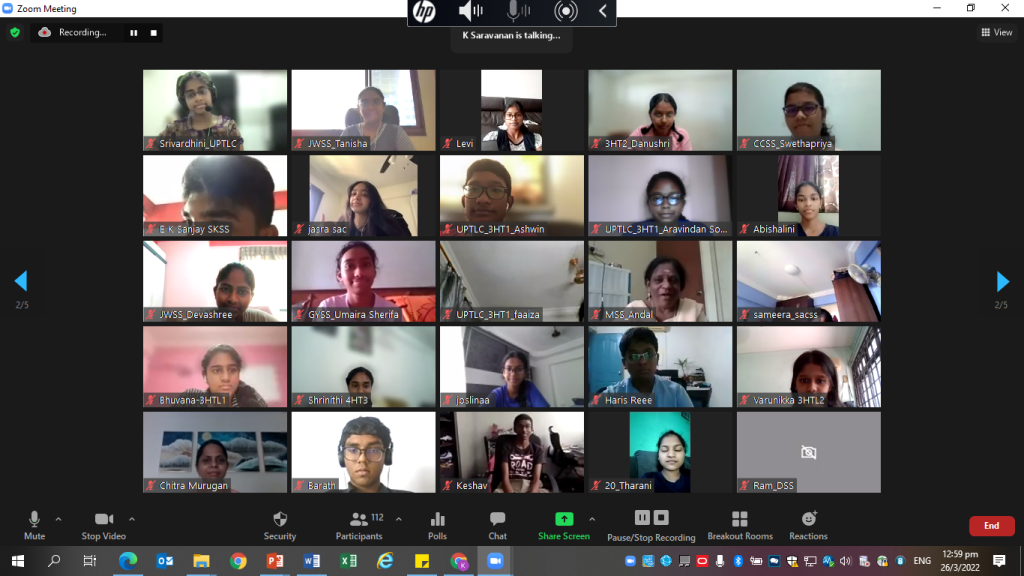 Zoom Meeting
hp
Recording...
K Saravanan is talking...
View
Srivardhini_UPTLC
JWSS_Tanisha
Levi
3HT2_Danushri
CCSS_Swethapriya
E K Sanjay SKSS
jasra sac
UPTLC_3HT1_Ashwin
UPTLC_3HT1_Aravindan So...
Abishalini
JWSS_Devashree
GYSS_Umaira Sherifa
UPTLC_3HT1_faaiza
MSS_Andal
sameera_sacss
2/5
2/5
Bhuvana-3HTL1
Shrinithi 4HT3
joslinaa
Haris Reee
Varunikka 3HTL2
Chitra Murugan
Barath
Keshav
20_Tharani
Ram_DSS
Mute
Stop Video
Security
Participants
112
Polls
Chat
Share Screen
Pause/Stop Recording
Breakout Rooms
Reactions
End
ENG
12:59 pm
26/3/2022